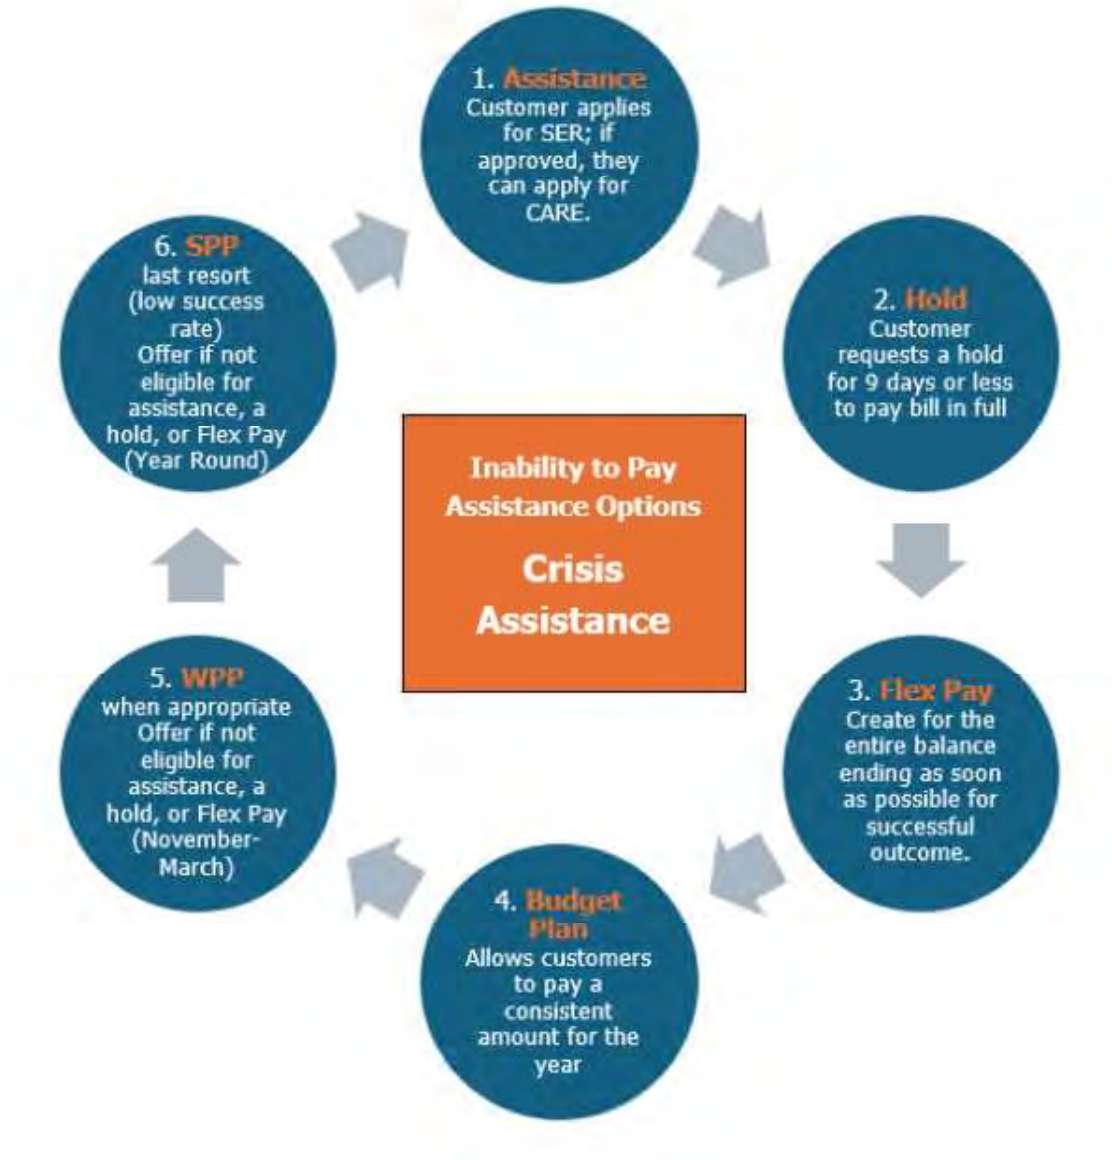 1. Assistance
Customer applies
for SER; if
approved, they
can apply for
CARE.
2. Hold
Customer
requests a hold
for 9 days or less
to pay bill in full
3. Flex Pay
Create for the
entire balance
ending as soon
as possible for
successful
outcome.
4. Budget
Plan
Allows customers
to pay a
consistent
amount for the
year
5. WPP
when appropriate
Offer if not
eligible for
assistance, a
hold, or Flex Pay
(November-
March)
6. SPP
last resort
(low success
rate)
Offer if not
eligible for
assistance, a
hold, or Flex Pay
(Year Round)
Inability to Pay
Assistance Options
Crisis
Assistance